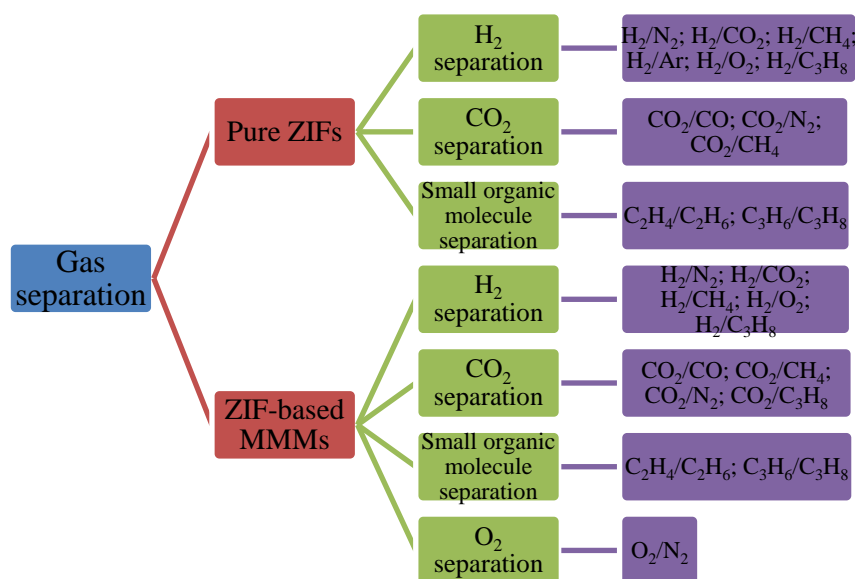 Gas
separation
Pure ZIFs
H₂
separation
H₂/N₂; H₂/CO₂; H₂/CH₄;
H₂/Ar; H₂/O₂; H₂/C₃H₈
CO₂
separation
CO₂/CO; CO₂/N₂;
CO₂/CH₄
Small organic
molecule
separation
C₂H₄/C₂H₆; C₃H₆/C₃H₈
ZIF-based
MMMs
H₂
separation
H₂/N₂; H₂/CO₂;
H₂/CH₄; H₂/O₂;
H₂/C₃H₈
CO₂
separation
CO₂/CO; CO₂/CH₄;
CO₂/N₂; CO₂/C₃H₈
Small organic
molecule
separation
C₂H₄/C₂H₆; C₃H₆/C₃H₈
O₂
separation
O₂/N₂